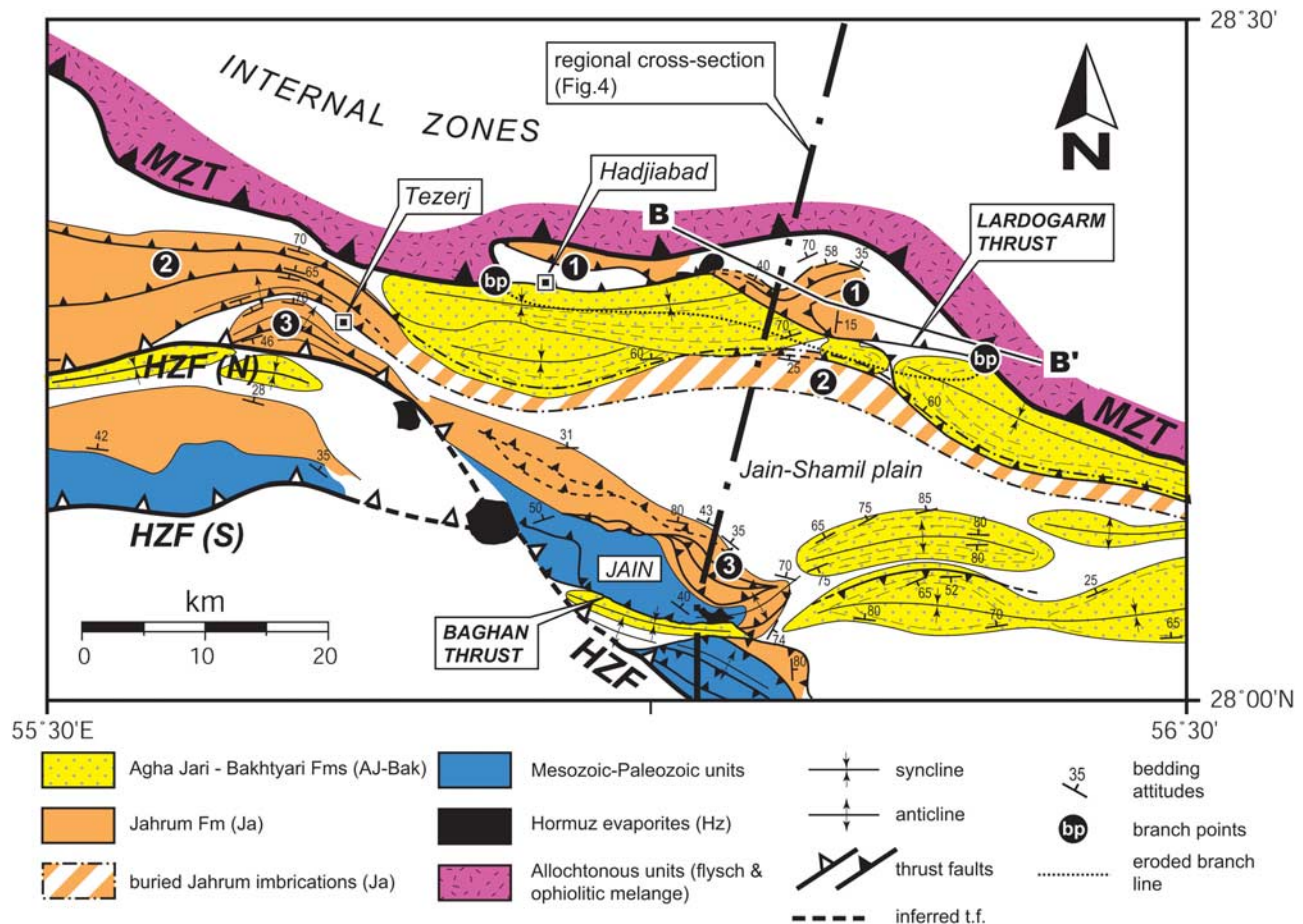 28°30'
regional cross-section
(Fig.4)
INTERNAL ZONES
N
MZT
Tezerj
Hadjiabad
B
LARDOGARM
THRUST
70
58
35
40
2
70
65
bp
1
1
70
3
46
15
70
60
25
bp
B'
HZF (N)
28
2
60
MZT
42
35
31
Jain-Shamil plain
HZF (S)
50
80
43
35
65
75
85
80
80
JAIN
3
70
75
65
52
25
40
km
0
10
20
BAGHAN
THRUST
HZF
74
80
80
70
65
28°00'N
55°30'E
56°30'
Agha Jari - Bakhtyari Fms (AJ-Bak)
Jahrum Fm (Ja)
buried Jahrum imbrications (Ja)
Mesozoic-Paleozoic units
Hormuz evaporites (Hz)
Allochtonous units (flysch &
ophiolitic melange)
syncline
anticline
thrust faults
inferred t.f.
35
bedding
attitudes
bp
branch points
eroded branch
line